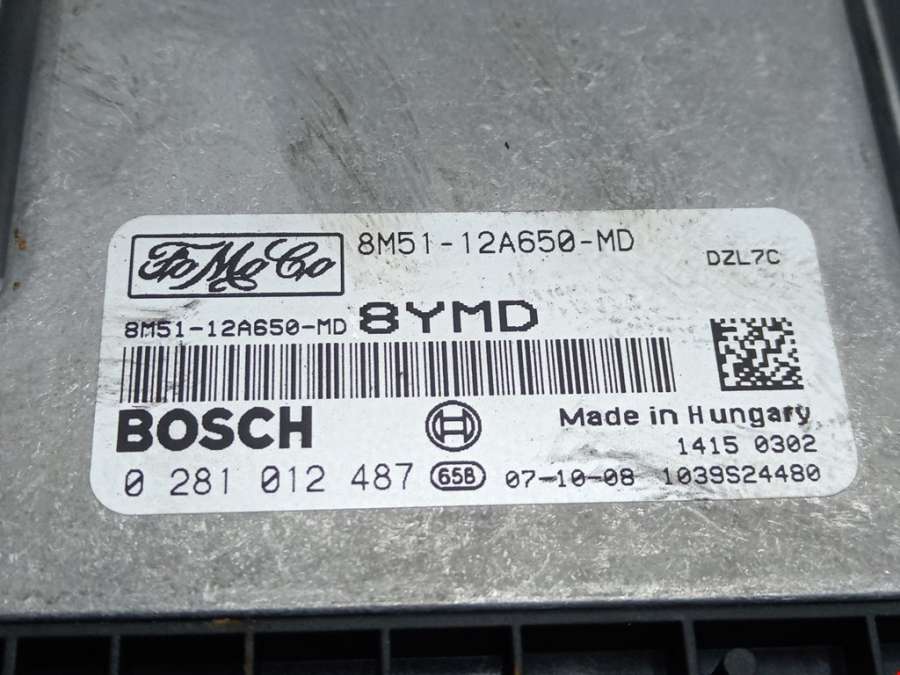 FoMoCo 8M51-12A650-MD
DZL7C
8M51-12A650-MD 8YMD
BOSCH
Made in Hungary
1415 0302
0 281 012 487 65B 07-10-08 1039S24480